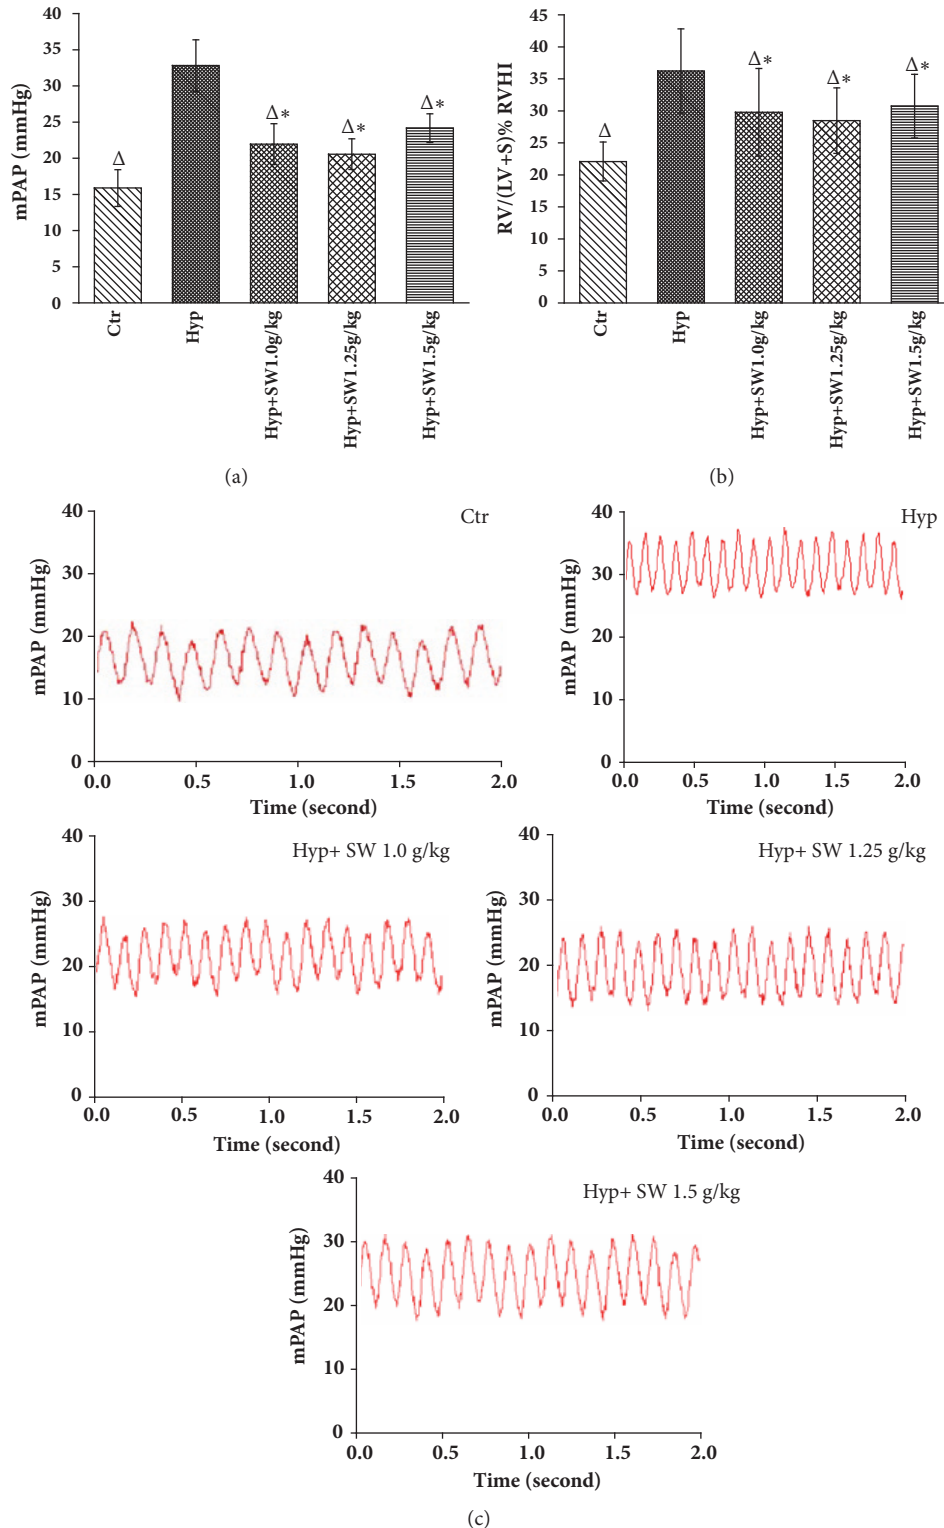 40
35
30
25
20
15
10
5
0
mPAP (mmHg)
Δ
Δ*
Δ*
Δ*
Ctr
Hyp
Hyp+SW1.0g/kg
Hyp+SW1.25g/kg
Hyp+SW1.5g/kg
(a)
45
40
35
30
25
20
15
10
5
0
RV/(LV+S)% RVHI
Δ
Δ*
Δ*
Δ*
Ctr
Hyp
Hyp+SW1.0g/kg
Hyp+SW1.25g/kg
Hyp+SW1.5g/kg
(b)
Ctr
40
30
20
10
0
mPAP (mmHg)
0.0 0.5 1.0 1.5 2.0
Time (second)
Hyp
40
30
20
10
0
mPAP (mmHg)
0.0 0.5 1.0 1.5 2.0
Time (second)
Hyp+ SW 1.0 g/kg
40
30
20
10
0
mPAP (mmHg)
0.0 0.5 1.0 1.5 2.0
Time (second)
Hyp+ SW 1.25 g/kg
40
30
20
10
0
mPAP (mmHg)
0.0 0.5 1.0 1.5 2.0
Time (second)
Hyp+ SW 1.5 g/kg
40
30
20
10
0
mPAP (mmHg)
0.0 0.5 1.0 1.5 2.0
Time (second)
(c)